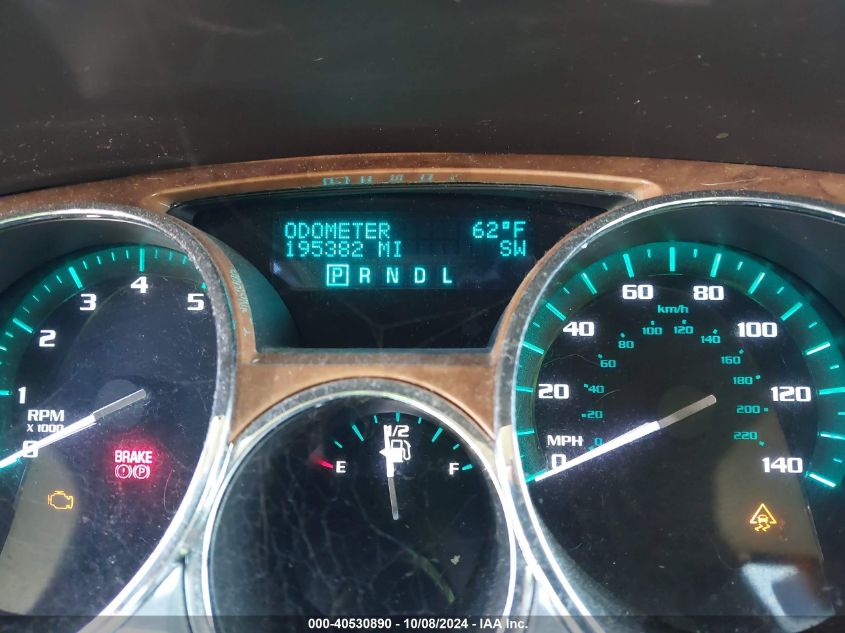 ODOMETER 62°F
195382 MI SW
P R N D L
0 1 2 3 4 5
RPM
X 1000
BRAKE
P
E 1/2 F
0 20 40 60 80 100 120 140
MPH
km/h
0 20 40 60 80 100 120 140 160 180 200 220
000-40530890 - 10/08/2024 - IAA Inc.